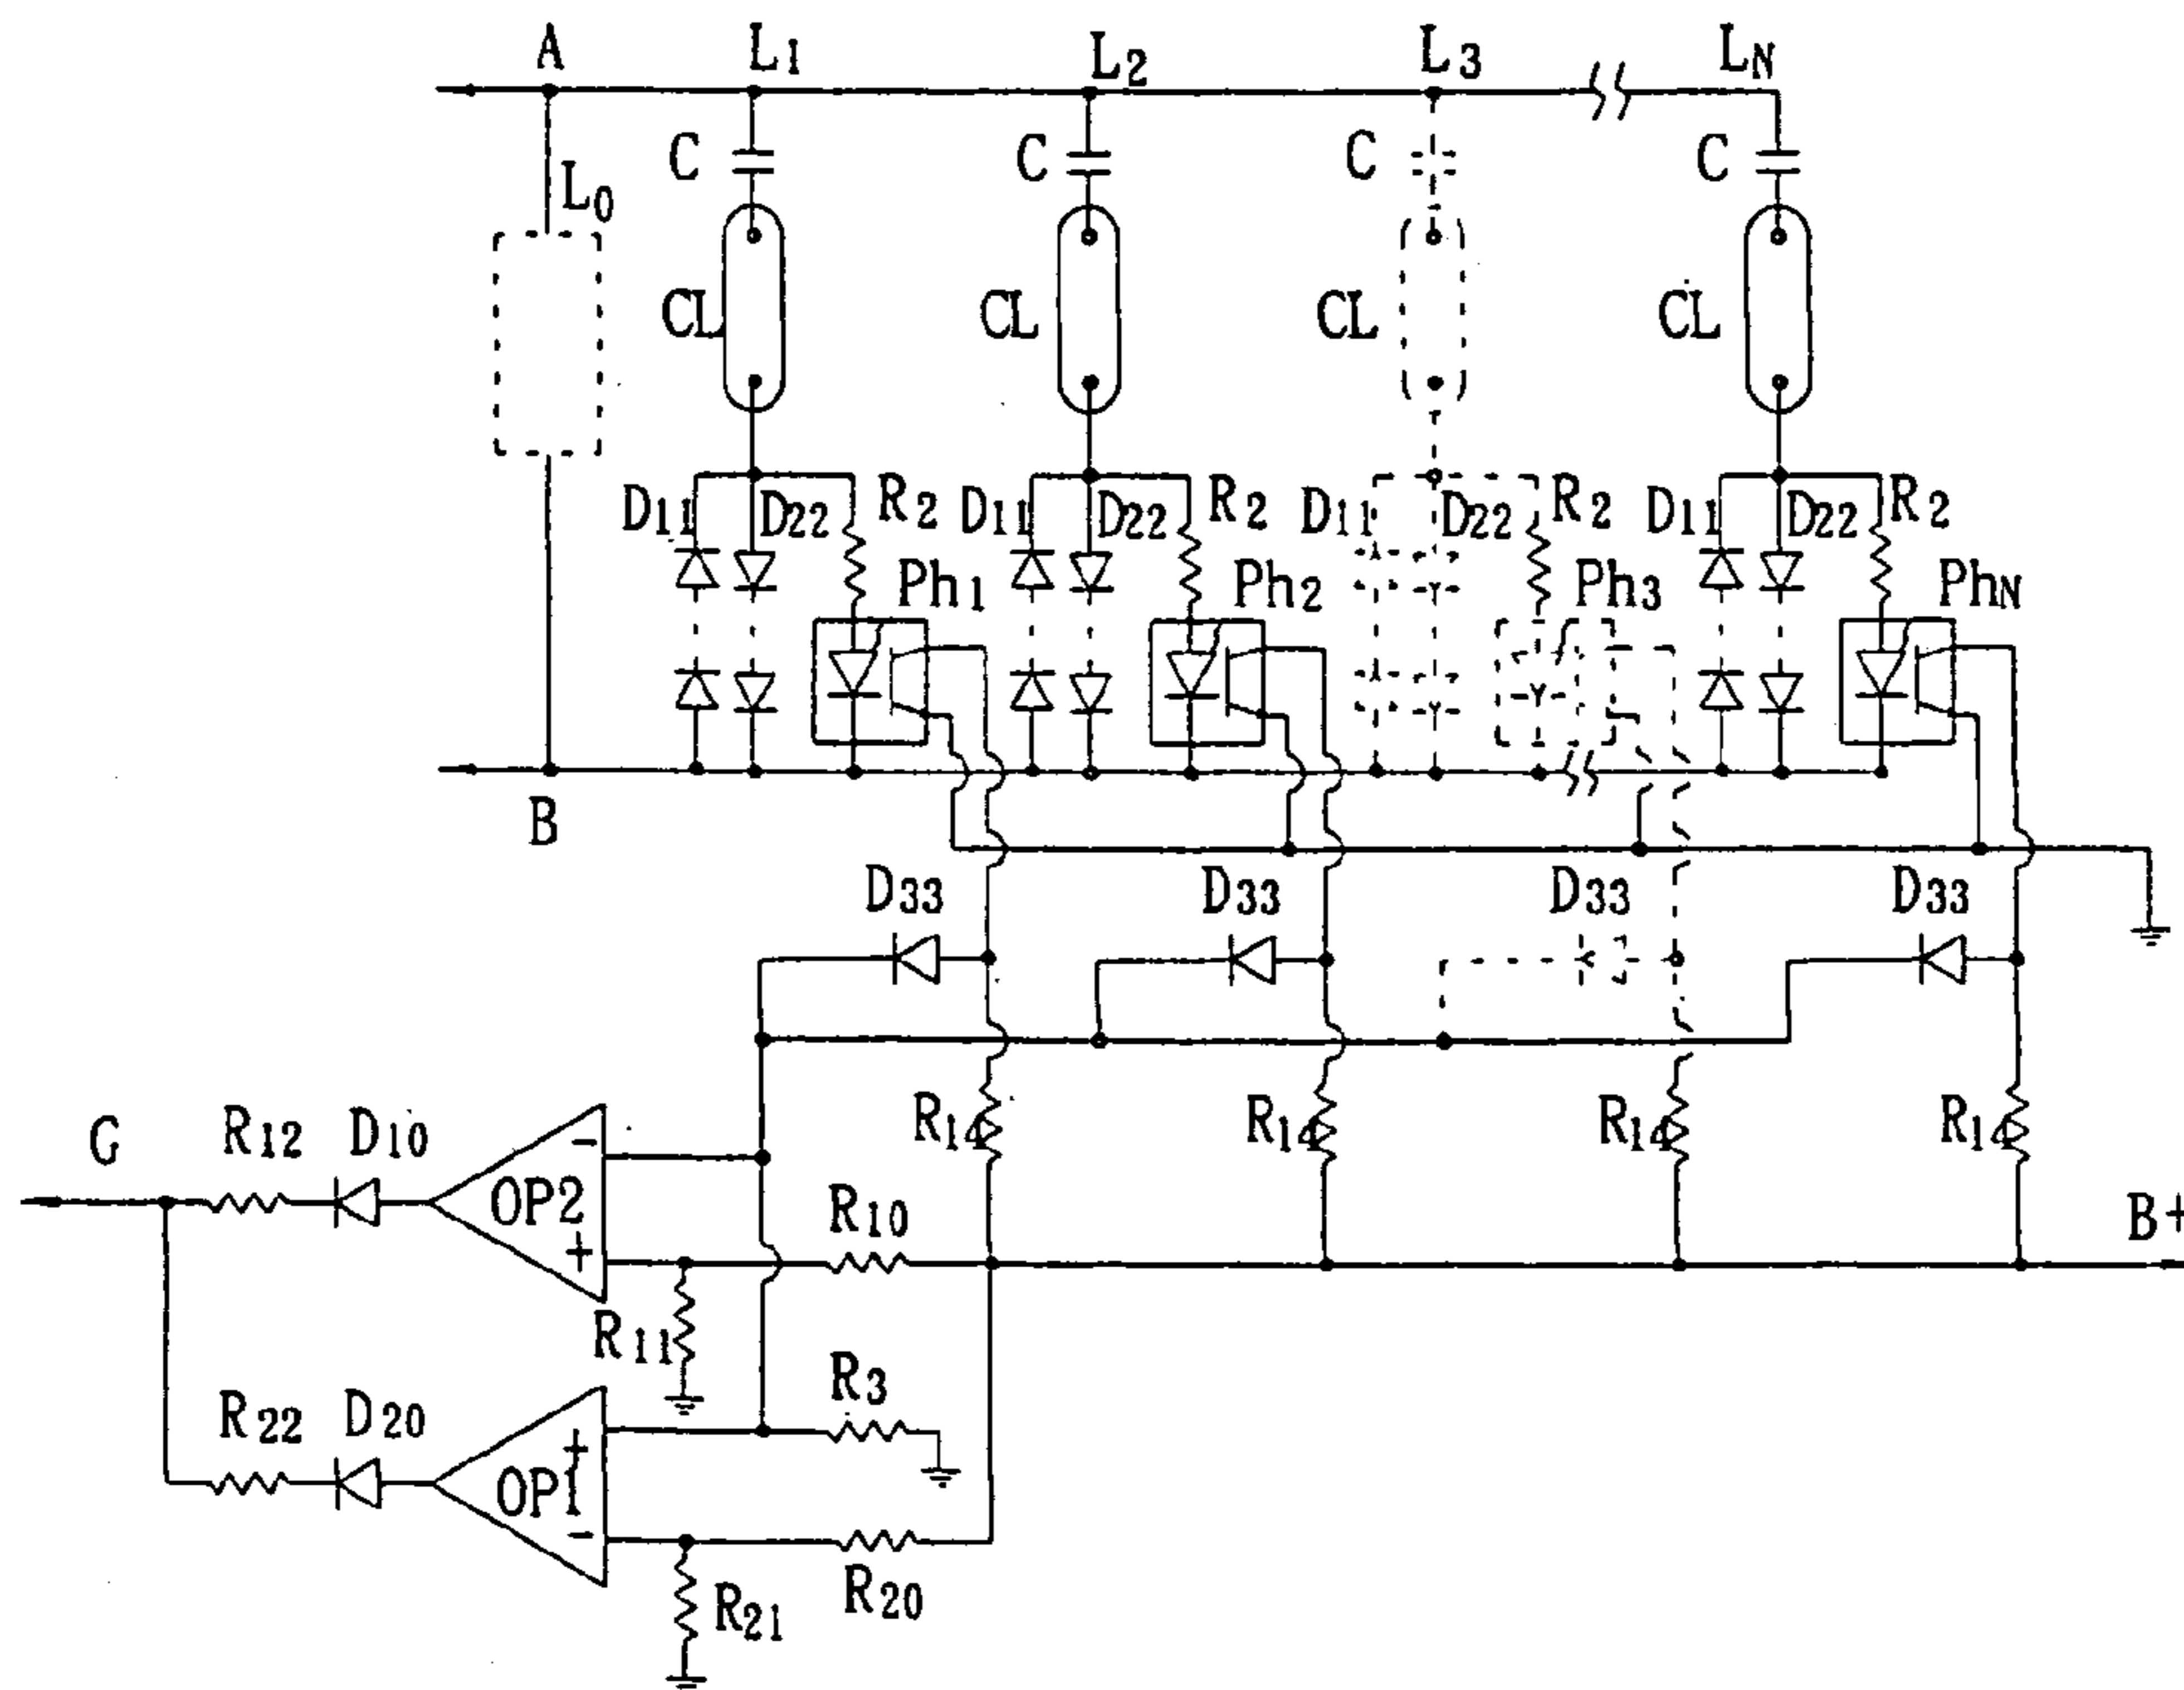 A L1 L2 L3 LN
C C C C
L0
CL CL CL CL
D11 D22 R2 D11 D22 R2 D11 D22 R2 D11 D22 R2
Ph1 Ph2 Ph3 PhN
B
D33 D33 D33 D33
G R12 D10 - R14 R14 R14 R14
OP2 R10 B+
+
R11
R3
R22 D20 +
OP1
-
R20
R21